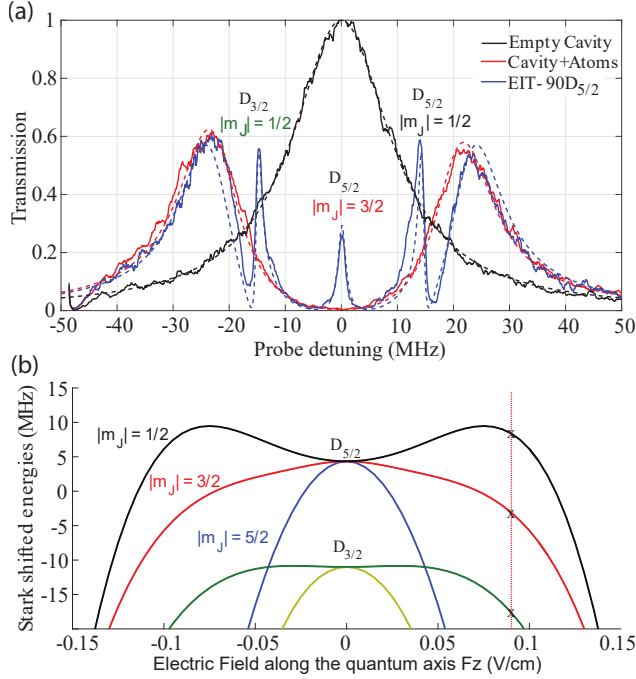 (a)
Transmission
1
0.8
0.6
0.4
0.2
0
Empty Cavity
Cavity+Atoms
EIT-90D5/2
D3/2
|mJ| = 1/2
D5/2
|mJ| = 1/2
D5/2
|mJ| = 3/2
-50 -40 -30 -20 -10 0 10 20 30 40 50
Probe detuning (MHz)
(b)
Stark shifted energies (MHz)
15
10
5
0
-5
-10
-15
|mJ| = 1/2
D5/2
|mJ| = 3/2
|mJ| = 5/2
D3/2
x
x
x
-0.15 -0.1 -0.05 0 0.05 0.1 0.15
Electric Field along the quantum axis Fz (V/cm)